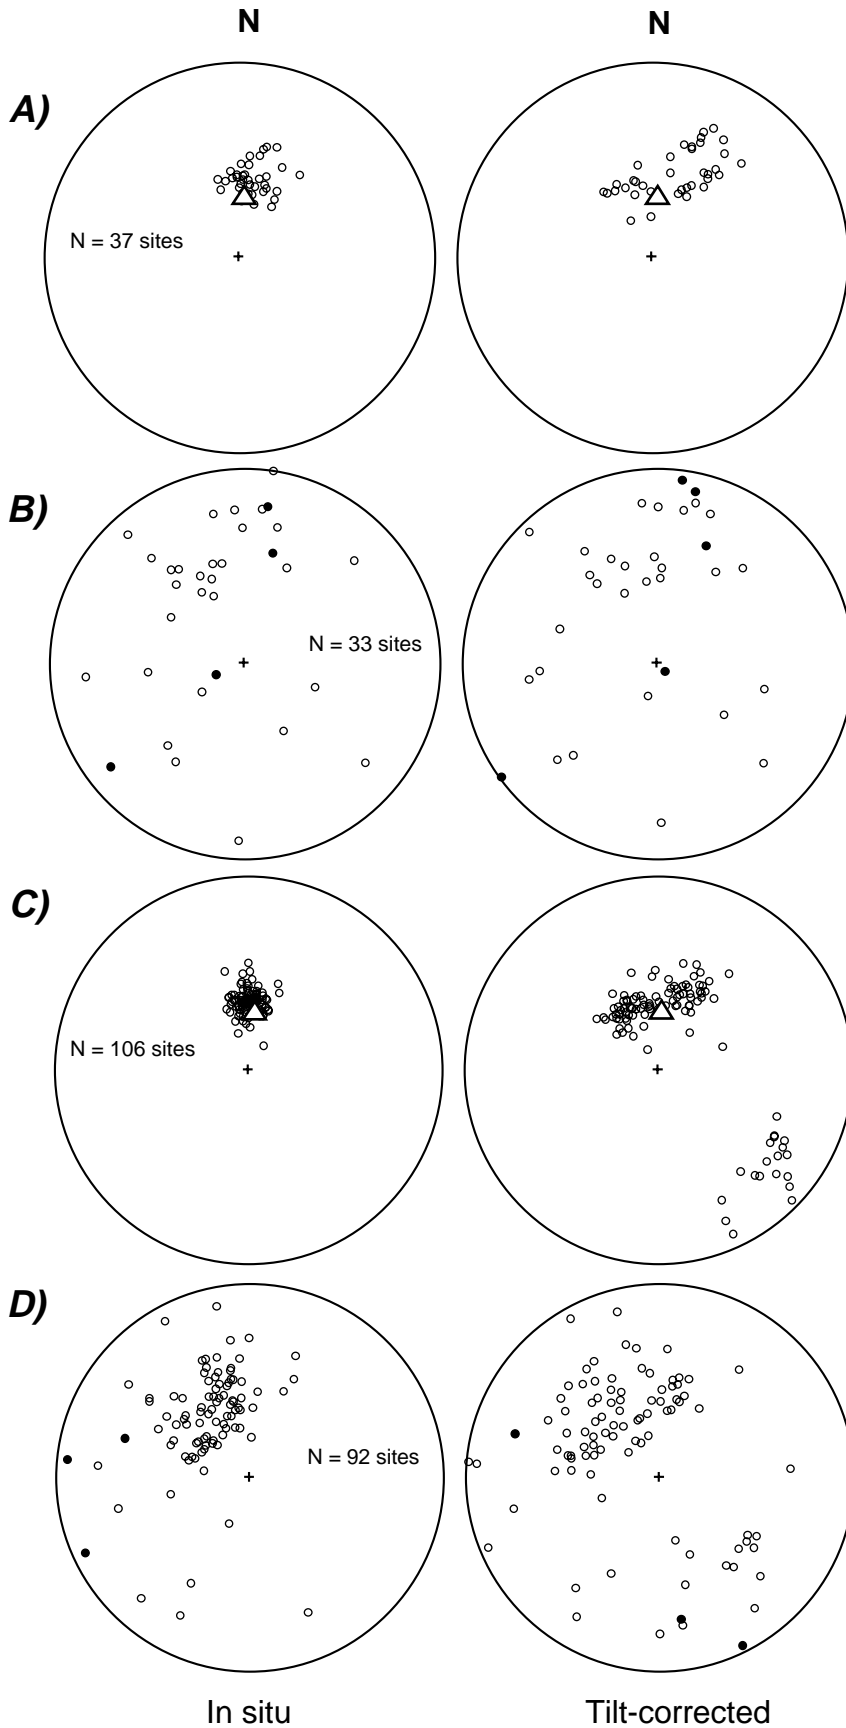 N N
A)
N = 37 sites
B)
N = 33 sites
C)
N = 106 sites
D)
N = 92 sites
In situ Tilt-corrected